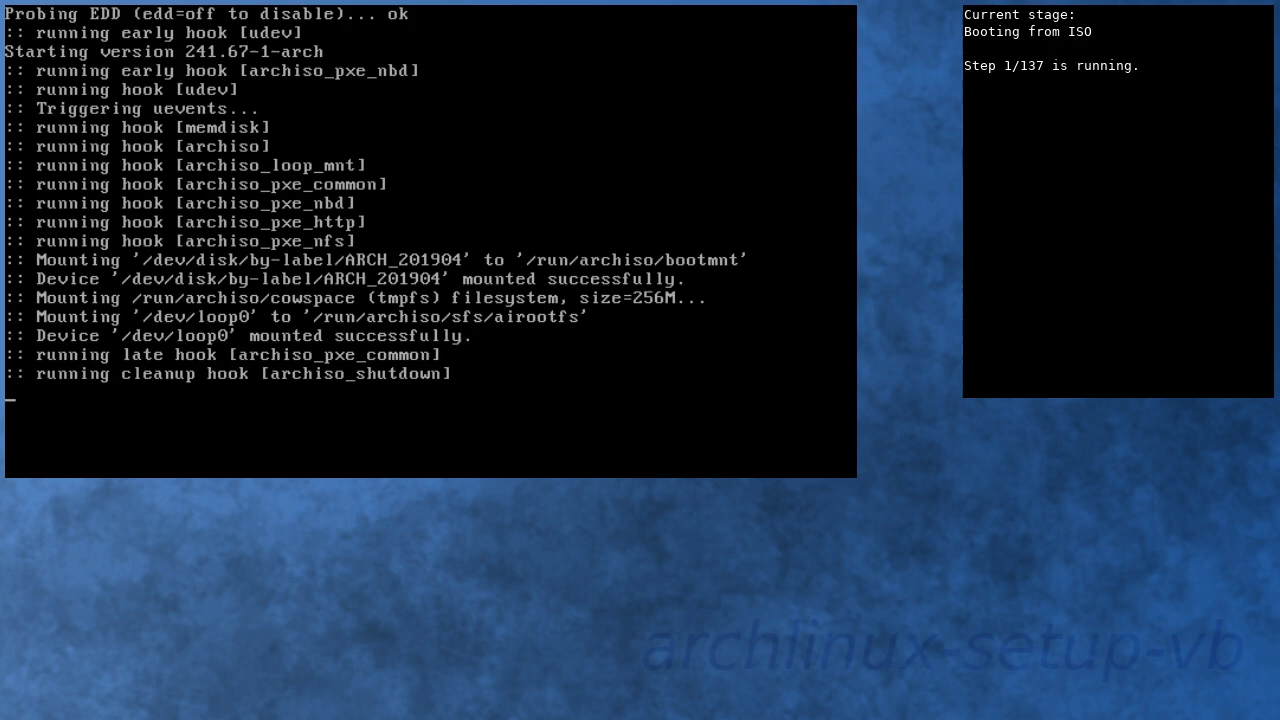 Probing EDD (edd=off to disable)... ok
:: running early hook [udev]
Starting version 241.67-1-arch
:: running early hook [archiso_pxe_nbd]
:: running hook [udev]
:: Triggering uevents...
:: running hook [memdisk]
:: running hook [archiso]
:: running hook [archiso_loop_mnt]
:: running hook [archiso_pxe_common]
:: running hook [archiso_pxe_nbd]
:: running hook [archiso_pxe_http]
:: running hook [archiso_pxe_nfs]
:: Mounting '/dev/disk/by-label/ARCH_201904' to '/run/archiso/bootmnt'
:: Device '/dev/disk/by-label/ARCH_201904' mounted successfully.
:: Mounting /run/archiso/cowspace (tmpfs) filesystem, size=256M...
:: Mounting '/dev/loop0' to '/run/archiso/sfs/airootfs'
:: Device '/dev/loop0' mounted successfully.
:: running late hook [archiso_pxe_common]
:: running cleanup hook [archiso_shutdown]
_
Current stage:
Booting from ISO
Step 1/137 is running.
archlinux-setup-vb